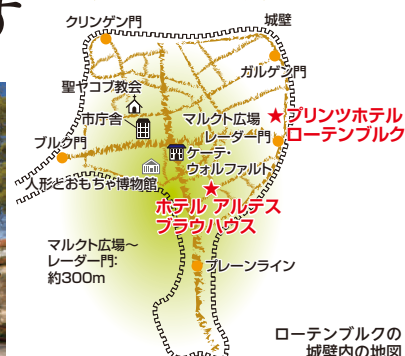 す
クリンゲン門
城壁
ガルゲン門
聖ヤコブ教会
市庁舎
マルクト広場
★プリンツホテル
ローテンブルク
レーダー門
ブルク門
ケーテ・
ウォルファルト
人形とおもちゃ博物館
★
ホテル アルテス
ブラウハウス
マルクト広場〜
レーダー門:
約300m
プレーンライン
ローテンブルクの
城壁内の地図